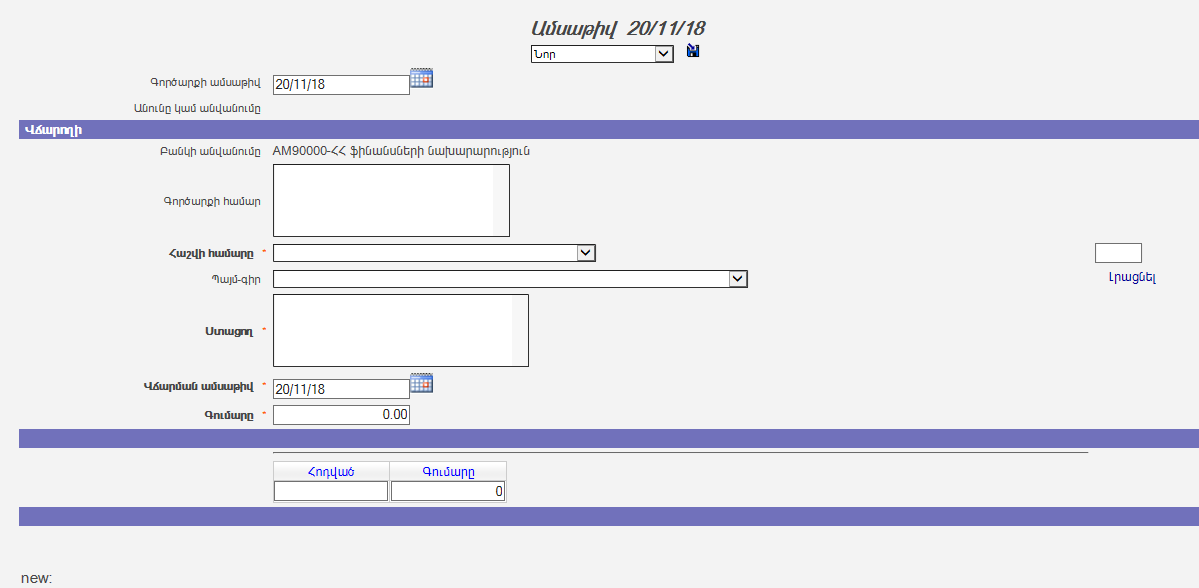 Ամսաթիվ 20/11/18
Նոր
Գործարքի ամսաթիվ 20/11/18
Անունը կամ անվանումը
Վճարողի
Բանկի անվանումը AM90000-ՀՀ ֆինանսների նախարարություն
Գործարքի համար
Հաշվի համարը *
Պայմ-գիր Լրացնել
Ստացող *
Վճարման ամսաթիվ * 20/11/18
Գումարը * 0.00
Հոդված Գումարը
0
new: